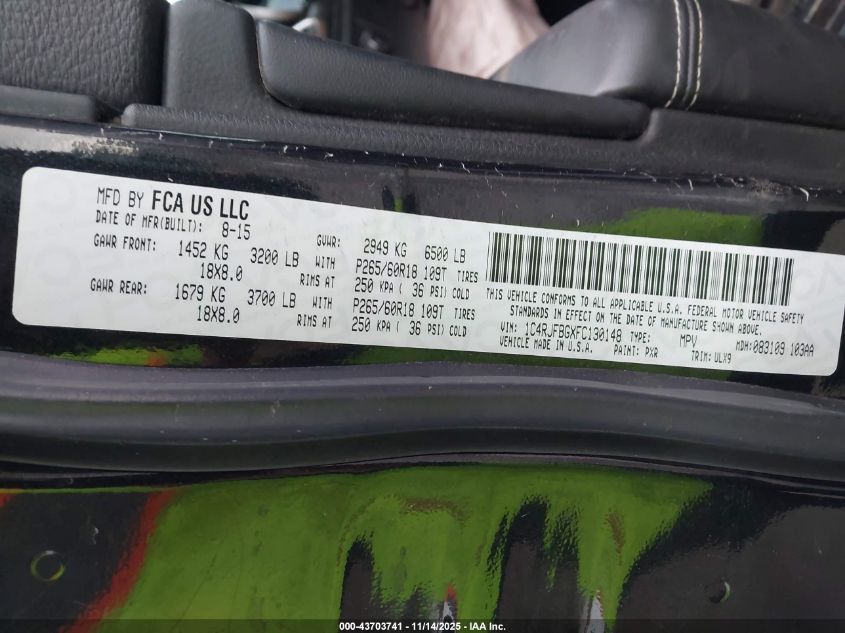 MFD BY FCA US LLC
DATE OF MFR(BUILT): 8-15
GVWR: 2949 KG 6500 LB
GAWR FRONT: 1452 KG 3200 LB WITH P265/60R18 109T TIRES
18X8.0 RIMS AT 250 KPA ( 36 PSI) COLD
GAWR REAR: 1679 KG 3700 LB WITH P265/60R18 109T TIRES
18X8.0 RIMS AT 250 KPA ( 36 PSI) COLD
THIS VEHICLE CONFORMS TO ALL APPLICABLE U.S.A. FEDERAL MOTOR VEHICLE SAFETY
STANDARDS IN EFFECT ON THE DATE OF MANUFACTURE SHOWN ABOVE.
VIN: 1C4RJFBGXFC130148 TYPE: MPV MDH: 083109 103AA
VEHICLE MADE IN U.S.A. PAINT: PXR TRIM: ULX9
000-43703741 - 11/14/2025 - IAA Inc.